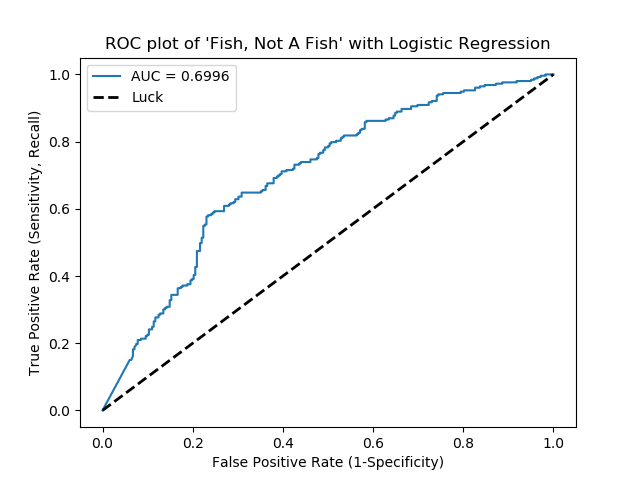 ROC plot of 'Fish, Not A Fish' with Logistic Regression
AUC = 0.6996
Luck
True Positive Rate (Sensitivity, Recall)
1.0
0.8
0.6
0.4
0.2
0.0
0.0 0.2 0.4 0.6 0.8 1.0
False Positive Rate (1-Specificity)